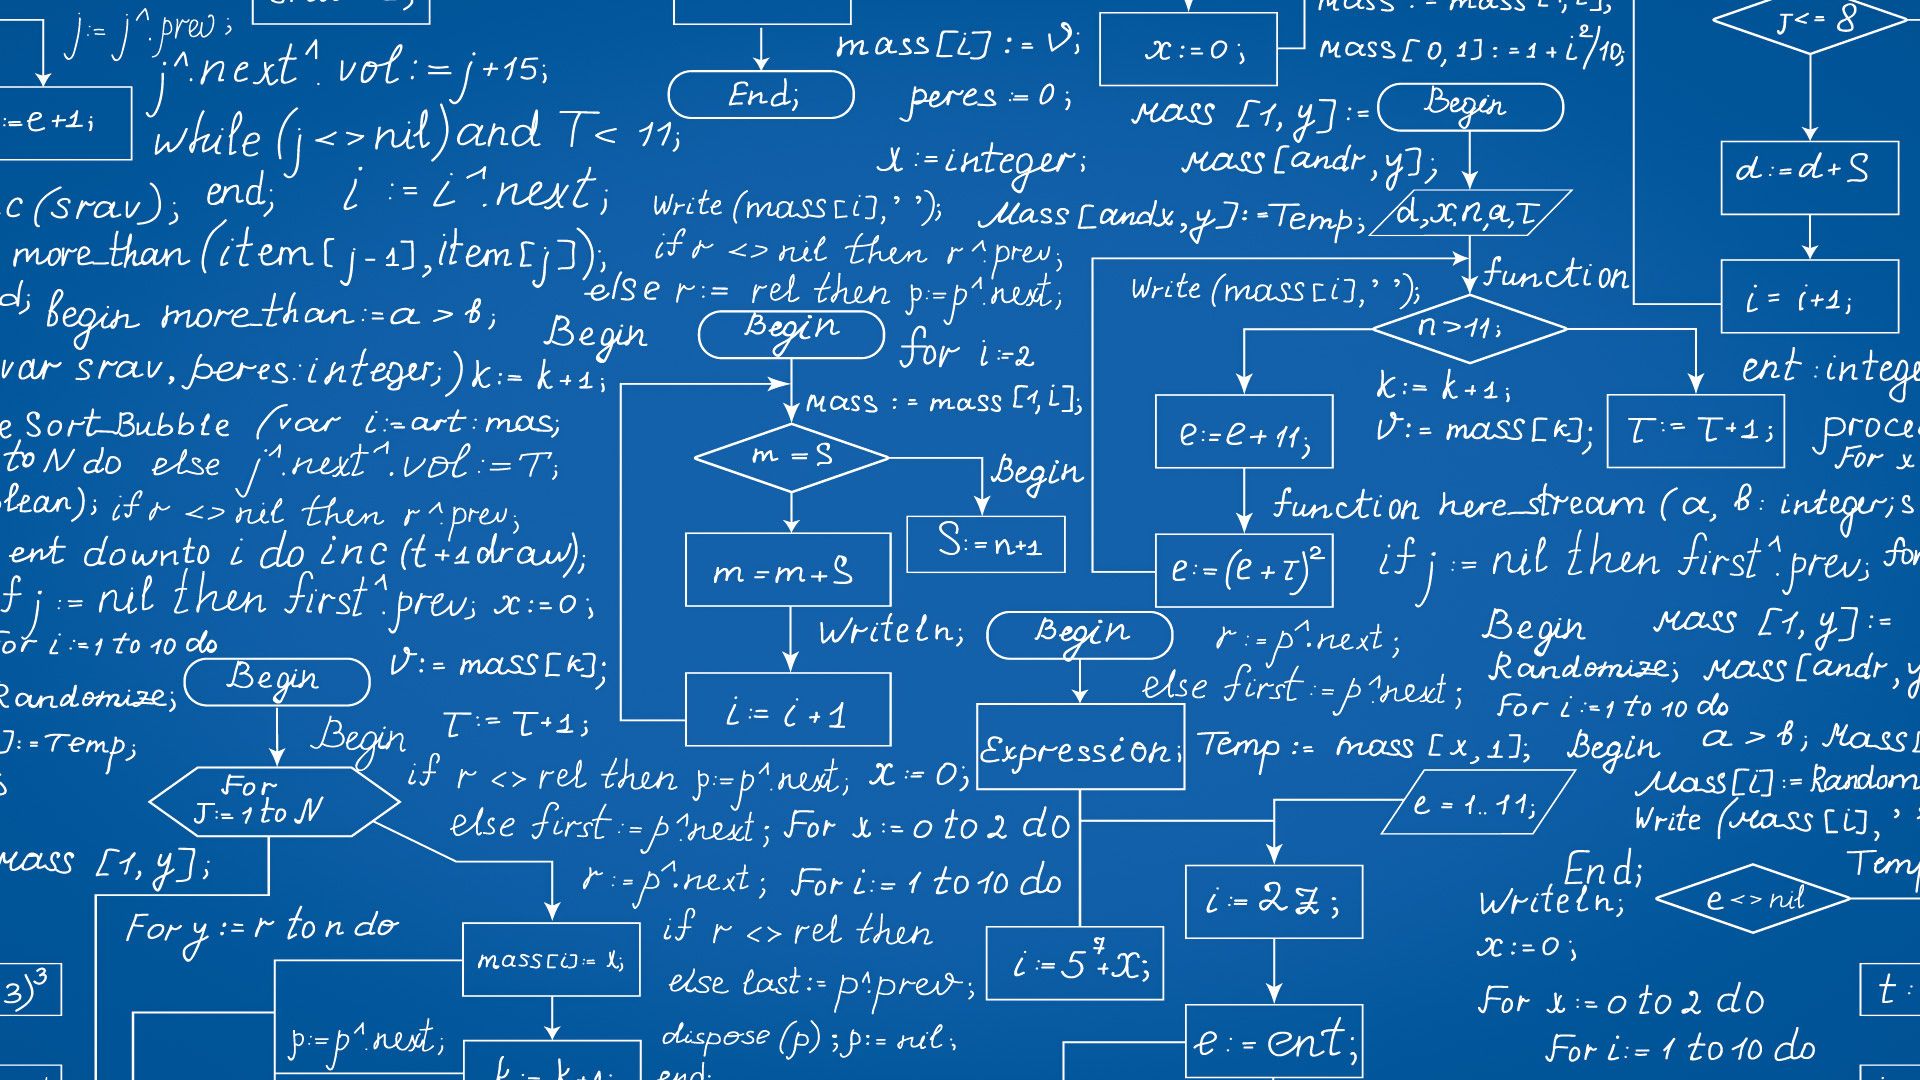 j:= j^.prev;
j^.next^.vol:=j+15;
:=e+1;
while (j<>nil) and T< 11;
end;
i := i^.next;
c(srav);
more_than (item[j-1],item[j]);
d;
begin more_than:=a > b;
var srav, peres:integer;) k:= k+1;
e Sort_Bubble (var i:=art:mas;
to N do else j^.next^.vol:=T;
lean); if r <> nil then r^.prev;
ent downto i do inc (t+1draw);
f j := nil then first^.prev; x:=0;
For i:=1 to 10 do
Begin
v:= mass[k];
Randomize;
T:= T+1;
]:=Temp;
Begin
For
J:=1 to N
if r <> rel then p:=p^.next; x:= 0;
else first:=p^.next; For x:= 0 to 2 do
mass [1, y];
r:=p^.next; For i:= 1 to 10 do
For y:= r to n do
mass[i]:= x;
if r <> rel then
else last:= p^.prev;
3)³
p:=p^.next;
dispose (p); p:= nil;
k:= k+1;
end;
End;
mass[i]:= v;
peres:=0;
x:=integer;
Write (mass[i],' ');
if r <> nil then r^.prev;
else r:= rel then p:=p^.next;
Begin
Begin
for i:=2
mass := mass [1,i];
m = S
Begin
S:=n+1
m=m+S
Writeln;
i:= i+1
x:=0;
mass[0,1]:=1+i²/10;
mass [1, y]:=
Begin
mass[andr,y];
Mass[andx,y]:=Temp;
d,x,n,a,T
Write (mass[i],' ');
function
n>11;
k:= k+1;
v:= mass[k];
e:=e+11;
T:= T+1;
function here_stream (a, b: integer;s
e:=(e+T)²
if j := nil then first^.prev; for
Begin
r:=p^.next;
else first:=p^.next;
Expression;
Temp:= mass [x,1];
e = 1..11;
i:=5⁷+x;
e:= ent;
J<= 8
d:=d+S
i= i+1;
ent:intege
proce
For x
Begin
mass [1, y]:=
Randomize; mass[andr,y
For i:=1 to 10 do
Begin
a > b; Mass[
Mass[i]:=Random
Write (mass[i],'
Temp
End;
Writeln;
e<>nil
x:=0;
For x:= 0 to 2 do
t:
For i:= 1 to 10 do